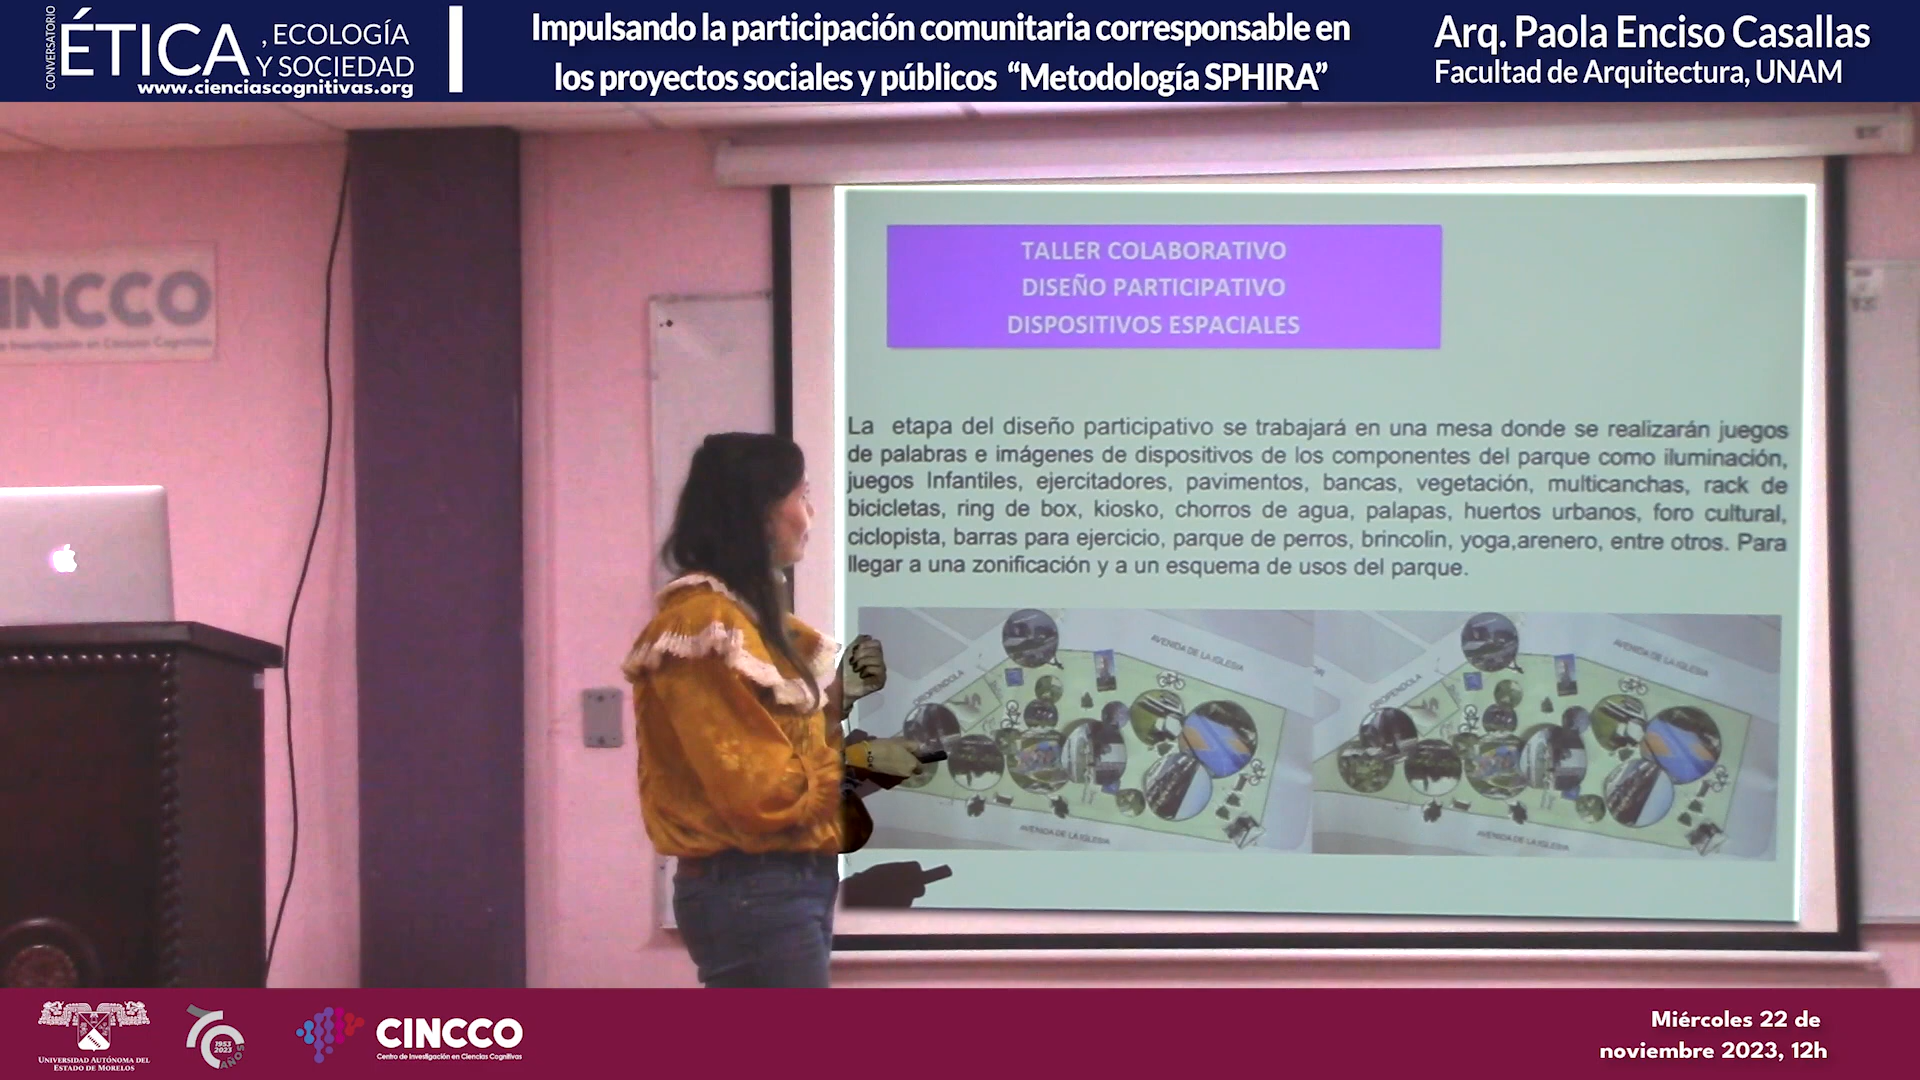 CONVERSATORIO
ÉTICA, ECOLOGÍA
Y SOCIEDAD
www.cienciascognitivas.org
Impulsando la participación comunitaria corresponsable en
los proyectos sociales y públicos “Metodología SPHIRA”
Arq. Paola Enciso Casallas
Facultad de Arquitectura, UNAM
INCCO
TALLER COLABORATIVO
DISEÑO PARTICIPATIVO
DISPOSITIVOS ESPACIALES
La etapa del diseño participativo se trabajará en una mesa donde se realizarán juegos
de palabras e imágenes de dispositivos de los componentes del parque como iluminación,
juegos Infantiles, ejercitadores, pavimentos, bancas, vegetación, multicanchas, rack de
bicicletas, ring de box, kiosko, chorros de agua, palapas, huertos urbanos, foro cultural,
ciclopista, barras para ejercicio, parque de perros, brincolin, yoga,arenero, entre otros. Para
llegar a una zonificación y a un esquema de usos del parque.
AVENIDA DE LA IGLESIA
OROPENDOLA
AVENIDA DE LA IGLESIA
AVENIDA DE LA IGLESIA
OROPENDOLA
AVENIDA DE LA IGLESIA
UNIVERSIDAD AUTÓNOMA DEL
ESTADO DE MORELOS
70
1953
2023
AÑOS
CINCCO
Centro de Investigación en Ciencias Cognitivas
Miércoles 22 de
noviembre 2023, 12h